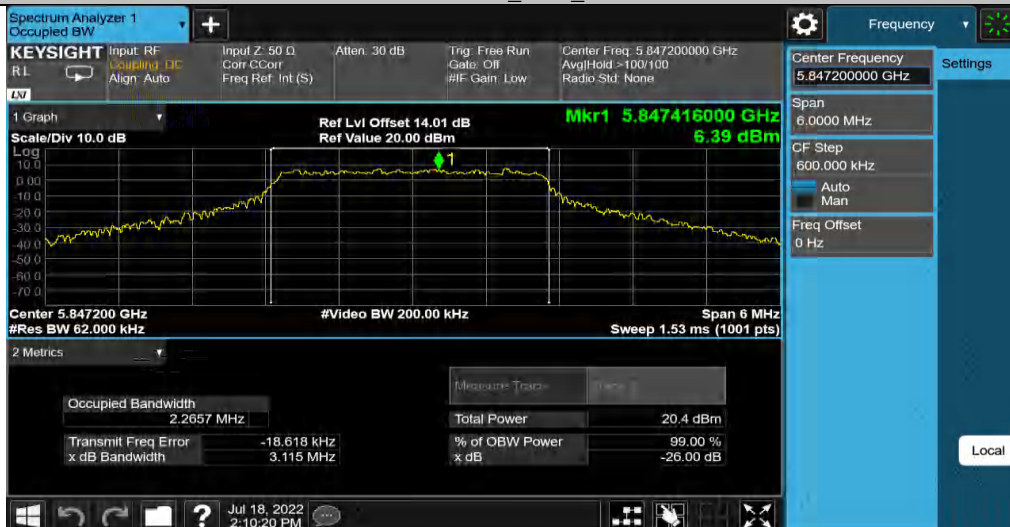 Spectrum Analyzer 1
Occupied BW
Frequency
KEYSIGHT
RL
LXI
Input: RF
Coupling: DC
Align: Auto
Input Z: 50 Ω
Corr CCorr
Freq Ref: Int (S)
Atten: 30 dB
Trig: Free Run
Gate: Off
#IF Gain: Low
Center Freq: 5.847200000 GHz
Avg|Hold >100/100
Radio Std: None
Center Frequency
5.847200000 GHz
Settings
Span
6.0000 MHz
CF Step
600.000 kHz
Auto
Man
Freq Offset
0 Hz
1 Graph
Scale/Div 10.0 dB
Ref Lvl Offset 14.01 dB
Ref Value 20.00 dBm
Mkr1 5.847416000 GHz
6.39 dBm
Log
1
10.0
0.00
-10.0
-20.0
-30.0
-40.0
-50.0
-60.0
-70.0
Center 5.847200 GHz
#Video BW 200.00 kHz
Span 6 MHz
#Res BW 62.000 kHz
Sweep 1.53 ms (1001 pts)
2 Metrics
Measure Trace
Trace 1
Occupied Bandwidth
2.2657 MHz
Total Power
20.4 dBm
Transmit Freq Error
-18.618 kHz
% of OBW Power
99.00 %
x dB Bandwidth
3.115 MHz
x dB
-26.00 dB
Local
?
Jul 18, 2022
2:10:20 PM